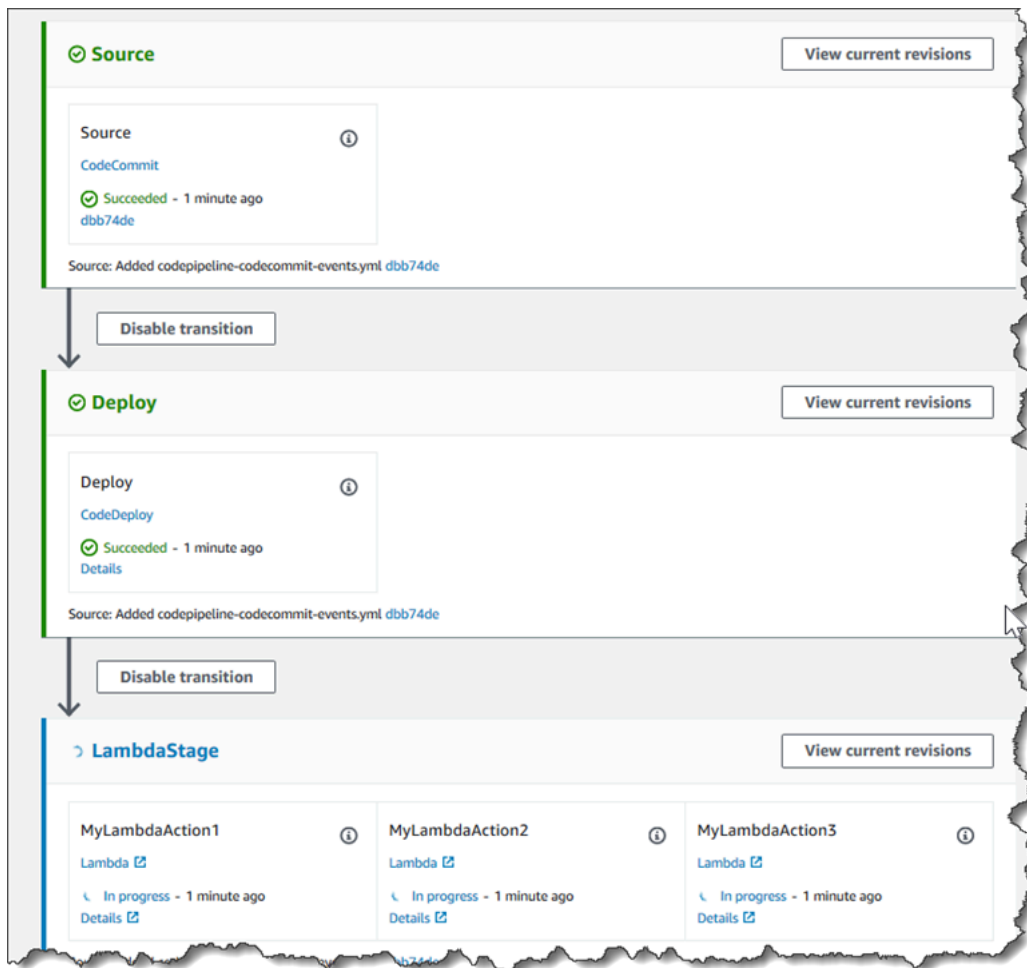 Source
View current revisions
Source
CodeCommit
Succeeded - 1 minute ago
dbb74de
Source: Added codepipeline-codecommit-events.yml dbb74de
Disable transition
Deploy
View current revisions
Deploy
CodeDeploy
Succeeded - 1 minute ago
Details
Source: Added codepipeline-codecommit-events.yml dbb74de
Disable transition
LambdaStage
View current revisions
MyLambdaAction1 MyLambdaAction2 MyLambdaAction3
Lambda Lambda Lambda
In progress - 1 minute ago In progress - 1 minute ago In progress - 1 minute ago
Details Details Details